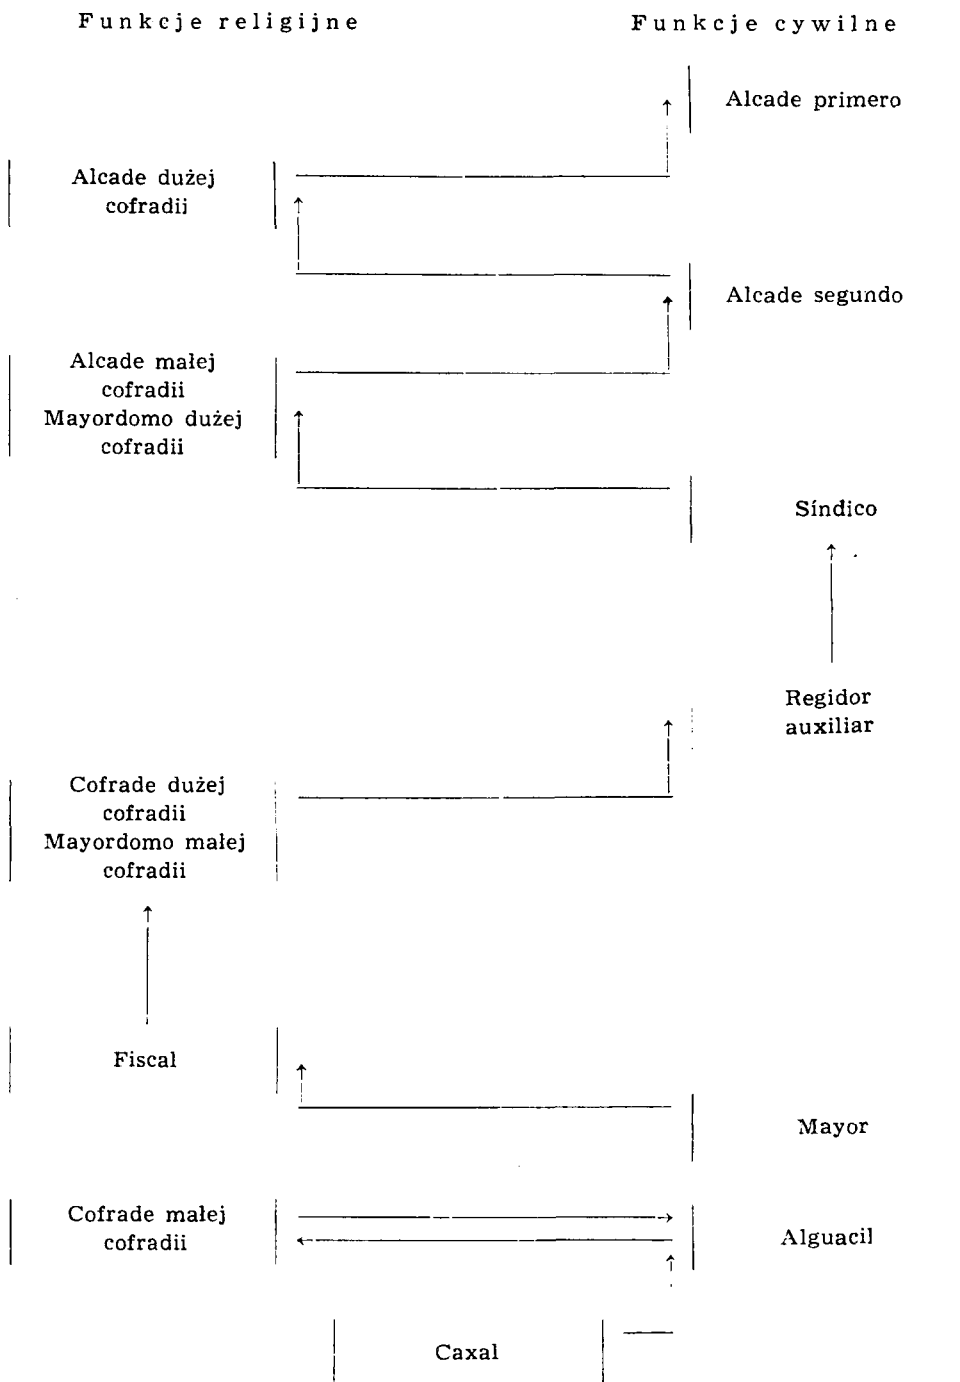 Funkcje religijne
Funkcje cywilne
Alcade primero
Alcade dużej
cofradii
Alcade segundo
Alcade małej
cofradii
Mayordomo dużej
cofradii
Síndico
Regidor
auxiliar
Cofrade dużej
cofradii
Mayordomo małej
cofradii
Fiscal
Mayor
Cofrade małej
cofradii
Alguacil
Caxal